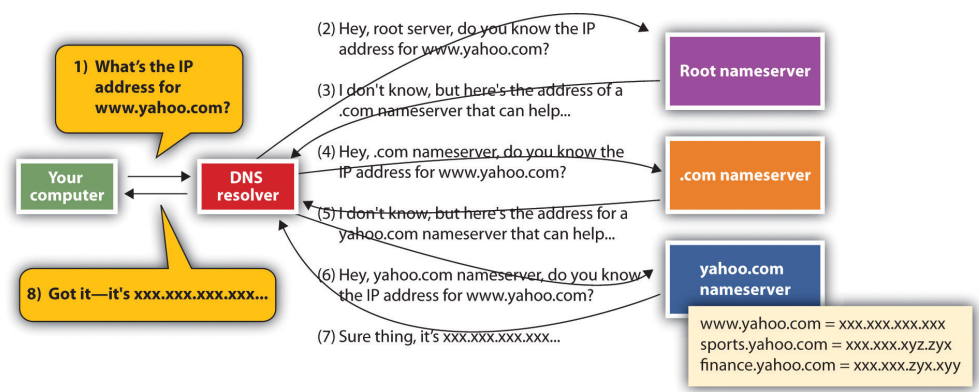 (2) Hey, root server, do you know the IP
address for www.yahoo.com?
1) What's the IP
address for
www.yahoo.com?
Root nameserver
(3) I don't know, but here's the address of a
.com nameserver that can help...
(4) Hey, .com nameserver, do you know the
IP address for www.yahoo.com?
Your
computer
DNS
resolver
.com nameserver
(5) I don't know, but here's the address for a
yahoo.com nameserver that can help...
(6) Hey, yahoo.com nameserver, do you know
the IP address for www.yahoo.com?
yahoo.com
nameserver
8) Got it—it's xxx.xxx.xxx.xxx...
(7) Sure thing, it’s xxx.xxx.xxx.xxx...
www.yahoo.com = xxx.xxx.xxx.xxx
sports.yahoo.com = xxx.xxx.xyz.zyx
finance.yahoo.com = xxx.xxx.zyx.xyy